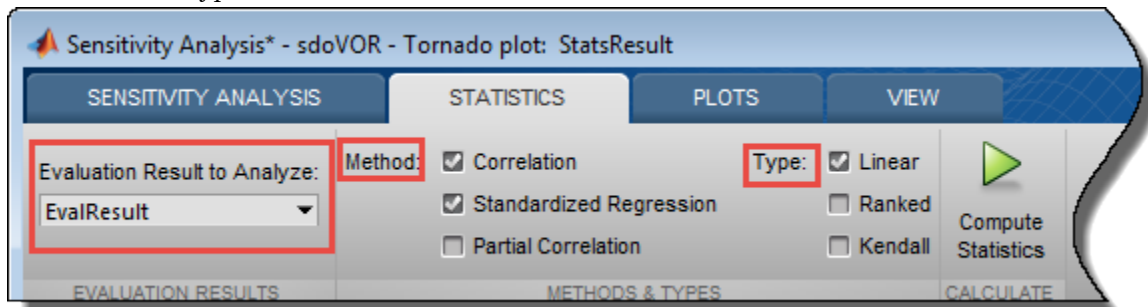 Sensitivity Analysis* - sdoVOR - Tornado plot: StatsResult
SENSITIVITY ANALYSIS STATISTICS PLOTS VIEW
Evaluation Result to Analyze:
EvalResult
Method:
Correlation
Standardized Regression
Partial Correlation
Type:
Linear
Ranked
Kendall
Compute
Statistics
EVALUATION RESULTS METHODS & TYPES CALCULATE